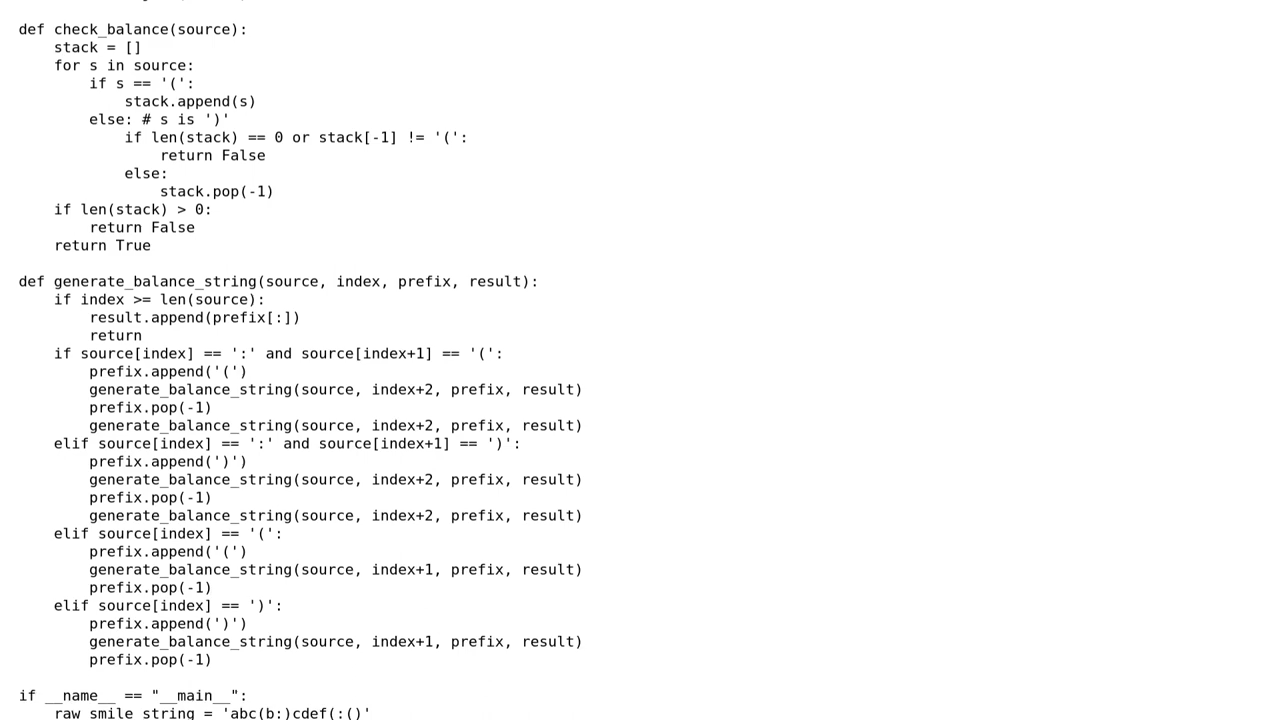 def check_balance(source):
    stack = []
    for s in source:
        if s == '(':
            stack.append(s)
        else: # s is ')'
            if len(stack) == 0 or stack[-1] != '(':
                return False
            else:
                stack.pop(-1)
    if len(stack) > 0:
        return False
    return True

def generate_balance_string(source, index, prefix, result):
    if index >= len(source):
        result.append(prefix[:])
        return
    if source[index] == ':' and source[index+1] == '(':
        prefix.append('(')
        generate_balance_string(source, index+2, prefix, result)
        prefix.pop(-1)
        generate_balance_string(source, index+2, prefix, result)
    elif source[index] == ':' and source[index+1] == ')':
        prefix.append(')')
        generate_balance_string(source, index+2, prefix, result)
        prefix.pop(-1)
        generate_balance_string(source, index+2, prefix, result)
    elif source[index] == '(':
        prefix.append('(')
        generate_balance_string(source, index+1, prefix, result)
        prefix.pop(-1)
    elif source[index] == ')':
        prefix.append(')')
        generate_balance_string(source, index+1, prefix, result)
        prefix.pop(-1)

if __name__ == "__main__":
    raw_smile_string = 'abc(b:)cdef(:()'